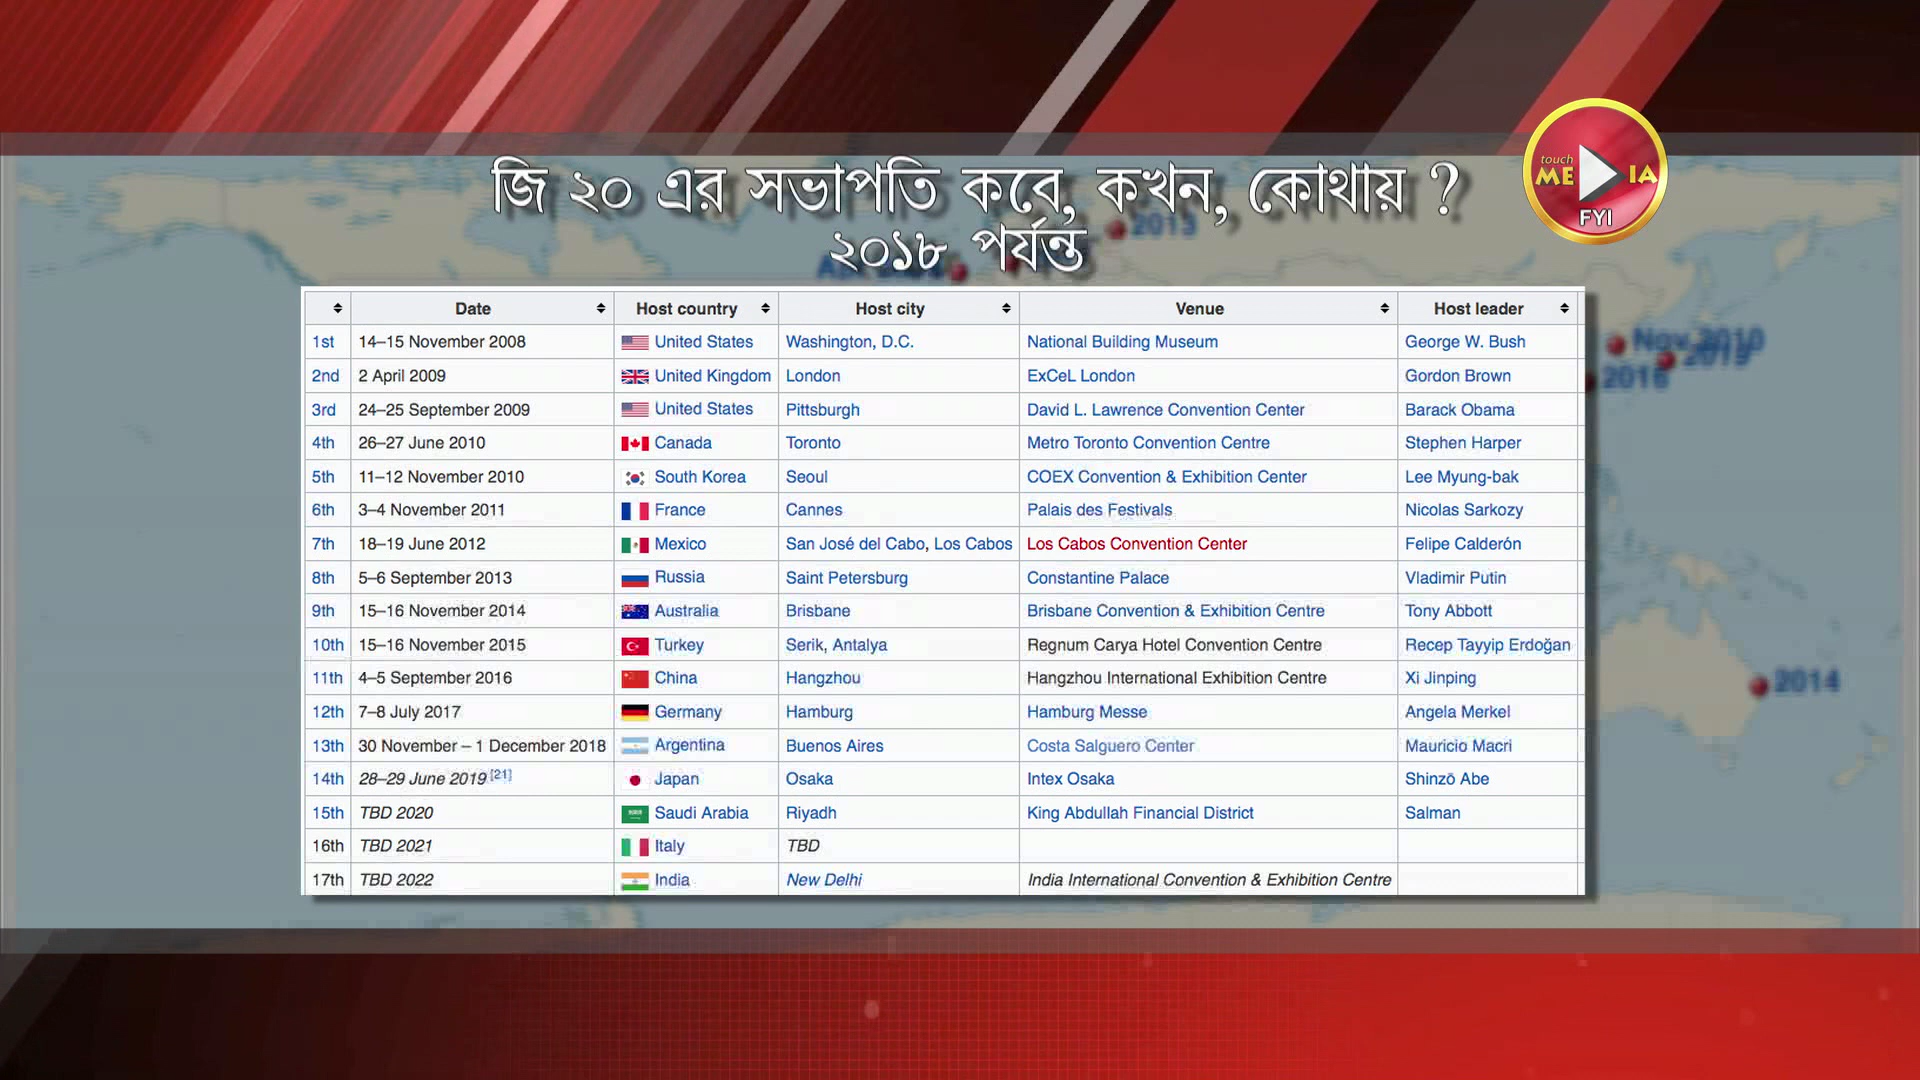 জি ২০ এর সভাপতি কবে, কখন, কোথায় ?
২০১৮ পর্যন্ত
touch
ME IA
FYI
2013
Nov 2010
2019
2016
2014
Date Host country Host city Venue Host leader
1st 14–15 November 2008 United States Washington, D.C. National Building Museum George W. Bush
2nd 2 April 2009 United Kingdom London ExCeL London Gordon Brown
3rd 24–25 September 2009 United States Pittsburgh David L. Lawrence Convention Center Barack Obama
4th 26–27 June 2010 Canada Toronto Metro Toronto Convention Centre Stephen Harper
5th 11–12 November 2010 South Korea Seoul COEX Convention & Exhibition Center Lee Myung-bak
6th 3–4 November 2011 France Cannes Palais des Festivals Nicolas Sarkozy
7th 18–19 June 2012 Mexico San José del Cabo, Los Cabos Los Cabos Convention Center Felipe Calderón
8th 5–6 September 2013 Russia Saint Petersburg Constantine Palace Vladimir Putin
9th 15–16 November 2014 Australia Brisbane Brisbane Convention & Exhibition Centre Tony Abbott
10th 15–16 November 2015 Turkey Serik, Antalya Regnum Carya Hotel Convention Centre Recep Tayyip Erdoğan
11th 4–5 September 2016 China Hangzhou Hangzhou International Exhibition Centre Xi Jinping
12th 7–8 July 2017 Germany Hamburg Hamburg Messe Angela Merkel
13th 30 November – 1 December 2018 Argentina Buenos Aires Costa Salguero Center Mauricio Macri
14th 28–29 June 2019 [21] Japan Osaka Intex Osaka Shinzō Abe
15th TBD 2020 Saudi Arabia Riyadh King Abdullah Financial District Salman
16th TBD 2021 Italy TBD
17th TBD 2022 India New Delhi India International Convention & Exhibition Centre